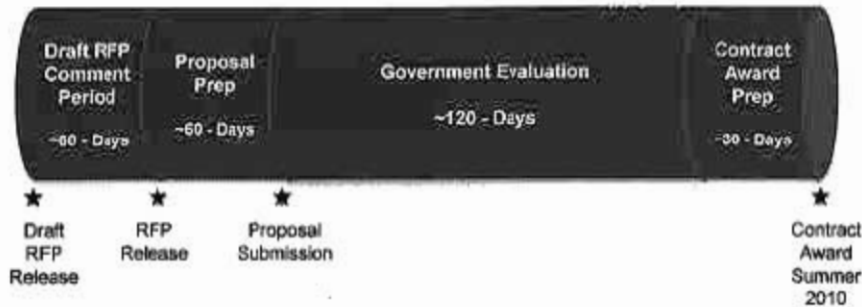 Draft RFP
Comment
Period
~60 - Days
Proposal
Prep
~60 - Days
Government Evaluation
~120 - Days
Contract
Award
Prep
~30 - Days
Draft
RFP
Release
RFP
Release
Proposal
Submission
Contract
Award
Summer
2010